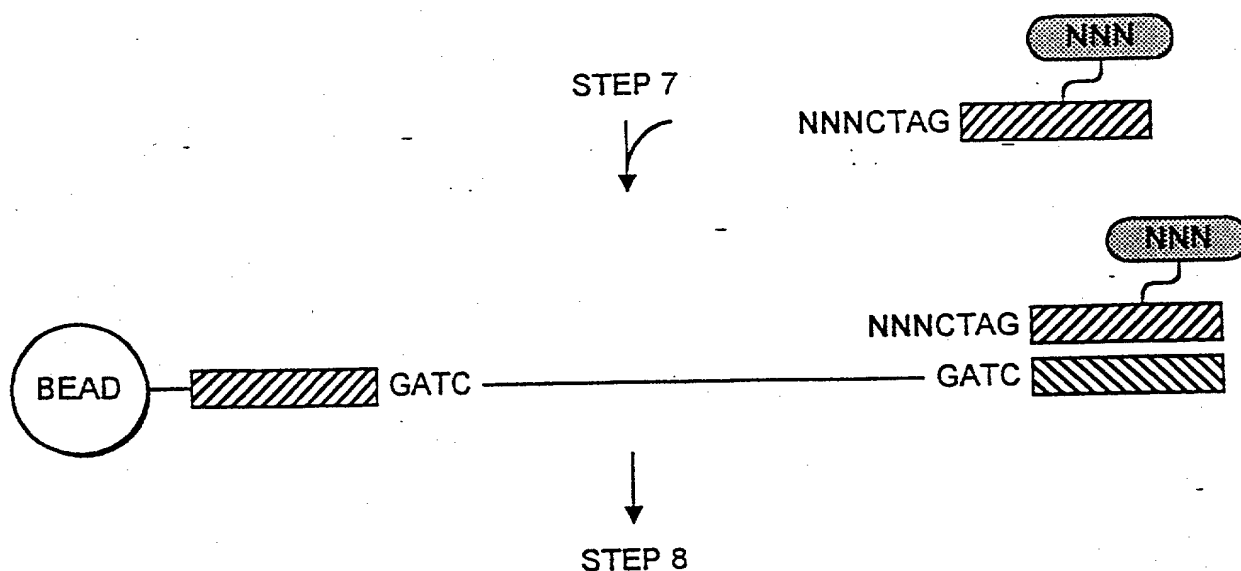 NNN
STEP 7
NNNCTAG
NNN
NNNCTAG
BEAD GATC GATC
STEP 8